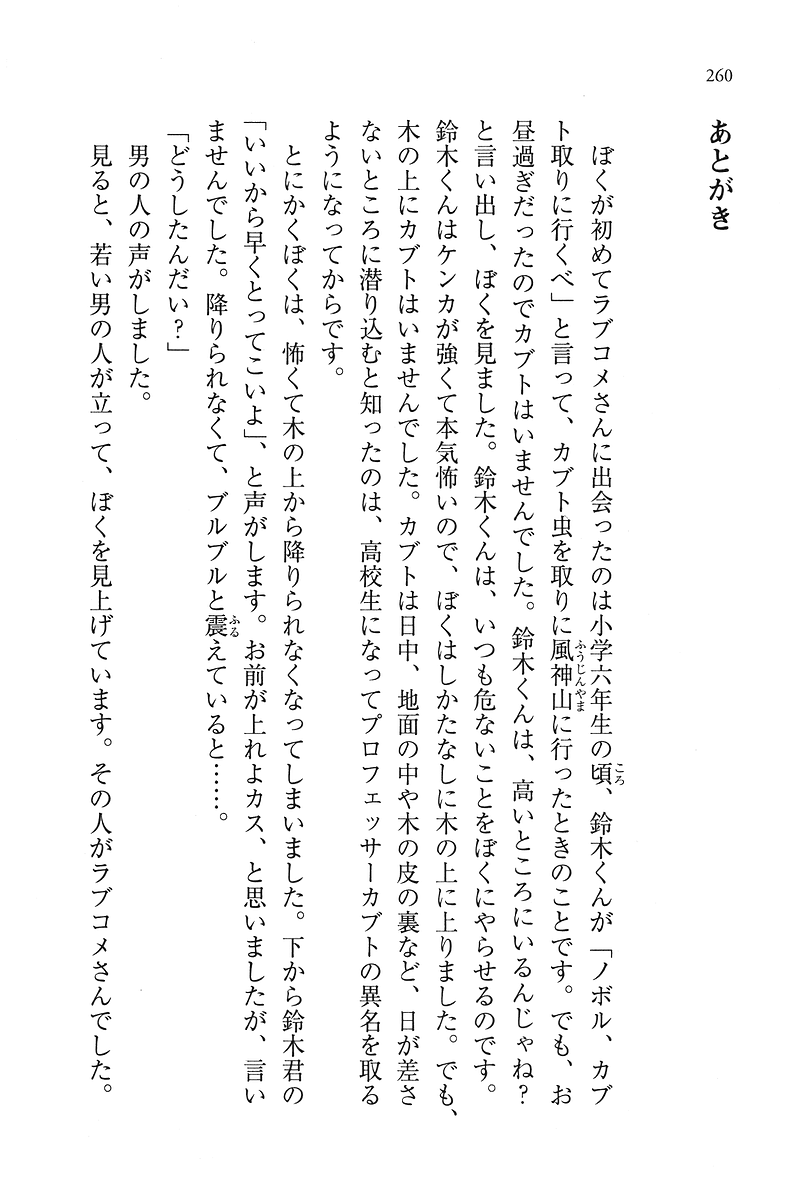 260
あとがき
ぼくが初めてラブコメさんに出会ったのは小学六年生の頃、鈴木くんが「ノボル、カブ
ト取りに行くべ」と言って、カブト虫を取りに風神山に行ったときのことです。でも、お
昼過ぎだったのでカブトはいませんでした。鈴木くんは、高いところにいるんじゃね?
と言い出し、ぼくを見ました。鈴木くんは、いつも危ないことをぼくにやらせるのです。
鈴木くんはケンカが強くて本気怖いので、ぼくはしかたなしに木の上に上りました。でも、
木の上にカブトはいませんでした。カブトは日中、地面の中や木の皮の裏など、日が差さ
ないところに潜り込むと知ったのは、高校生になってプロフェッサーカブトの異名を取る
ようになってからです。
とにかくぼくは、怖くて木の上から降りられなくなってしまいました。下から鈴木君の
「いいから早くとってこいよ」、と声がします。お前が上れよカス、と思いましたが、言い
ませんでした。降りられなくて、ブルブルと震えていると……。
「どうしたんだい?」
男の人の声がしました。
見ると、若い男の人が立って、ぼくを見上げています。その人がラブコメさんでした。